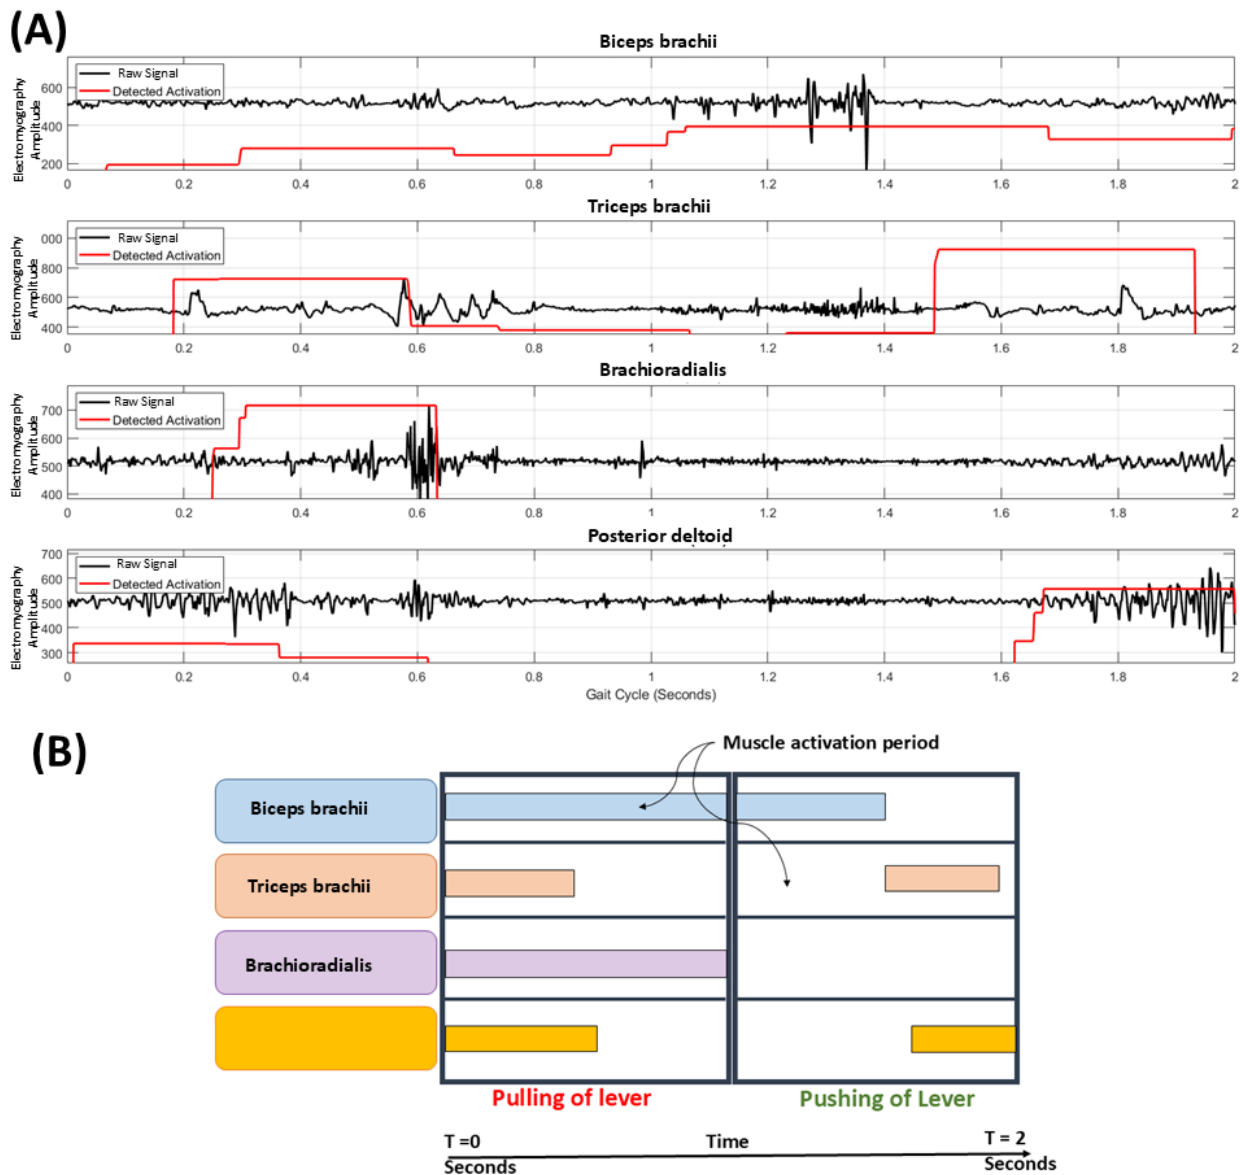 (A)
Biceps brachii
Electromyography
Amplitude
Raw Signal
Detected Activation
600
400
200
0 0.2 0.4 0.6 0.8 1 1.2 1.4 1.6 1.8 2
Triceps brachii
Electromyography
Amplitude
Raw Signal
Detected Activation
000
800
600
400
0 0.2 0.4 0.6 0.8 1 1.2 1.4 1.6 1.8 2
Brachioradialis
Electromyography
Amplitude
Raw Signal
Detected Activation
700
600
500
400
0 0.2 0.4 0.6 0.8 1 1.2 1.4 1.6 1.8 2
Posterior deltoid
Electromyography
Amplitude
Raw Signal
Detected Activation
700
600
500
400
300
0 0.2 0.4 0.6 0.8 1 1.2 1.4 1.6 1.8 2
Gait Cycle (Seconds)
(B)
Muscle activation period
Biceps brachii
Triceps brachii
Brachioradialis
Pulling of lever
Pushing of Lever
T =0
Seconds
Time
T = 2
Seconds